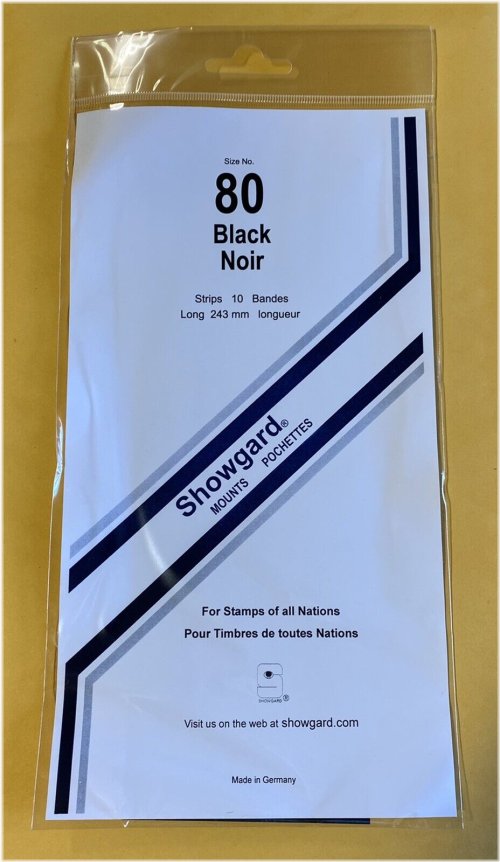 Size No.
80
Black
Noir
Strips 10 Bandes
Long 243 mm longueur
Showgard®
MOUNTS POCHETTES
For Stamps of all Nations
Pour Timbres de toutes Nations
SHOWGARD®
Visit us on the web at showgard.com
Made in Germany